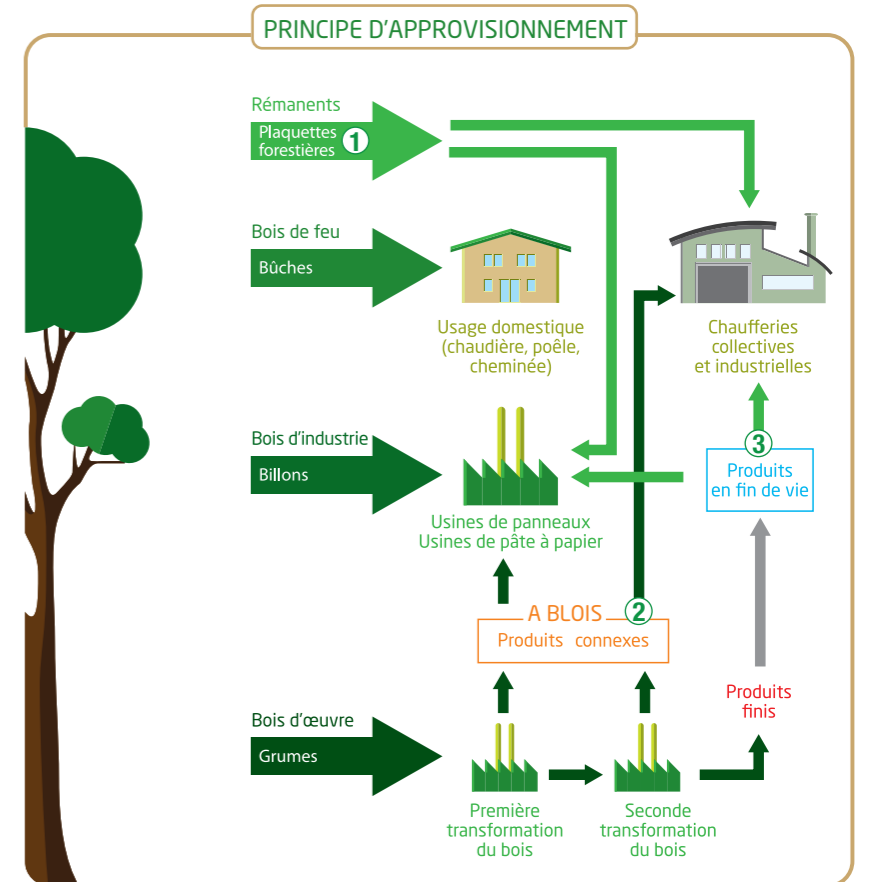 PRINCIPE D'APPROVISIONNEMENT
Rémanents
Plaquettes
forestières 1
Bois de feu
Bûches
Usage domestique
(chaudière, poêle,
cheminée)
Chaufferies
collectives
et industrielles
Bois d'industrie
Billons
3
Produits
en fin de vie
Usines de panneaux
Usines de pâte à papier
A BLOIS 2
Produits connexes
Produits
finis
Bois d'œuvre
Grumes
Première
transformation
du bois
Seconde
transformation
du bois